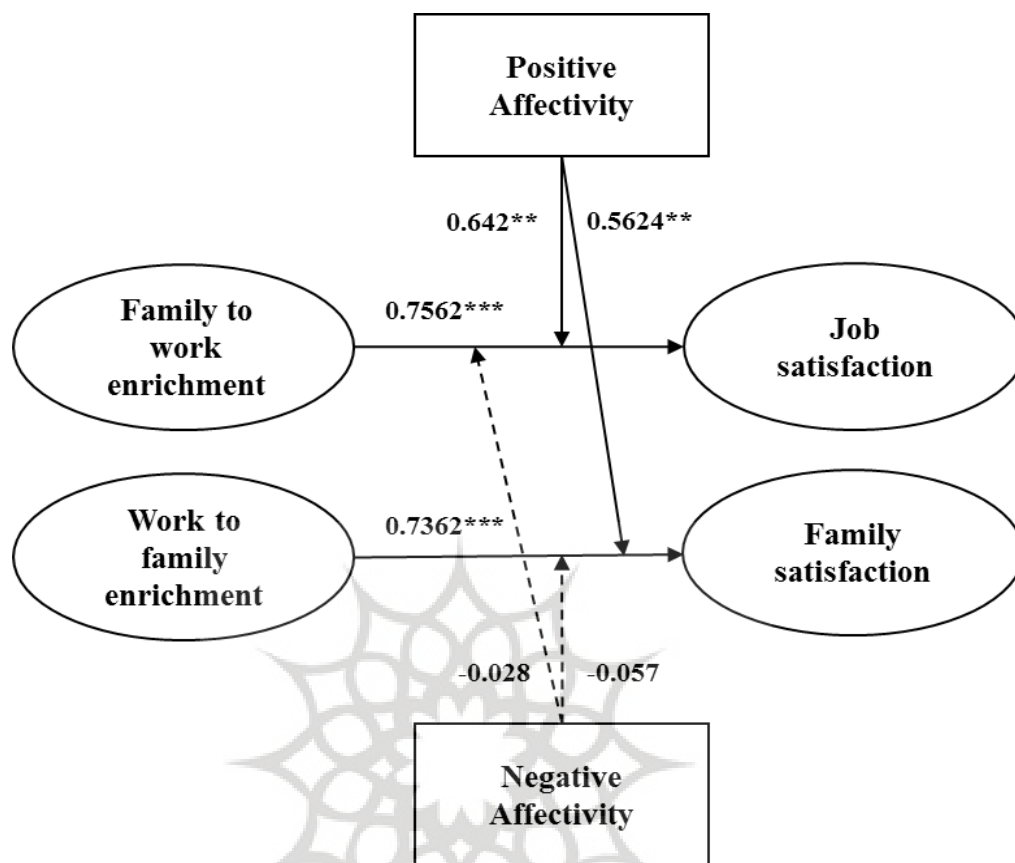 Positive
Affectivity
0.642** 0.5624**
Family to
work
enrichment
0.7562***
Job
satisfaction
Work to
family
enrichment
0.7362***
Family
satisfaction
-0.028 -0.057
Negative
Affectivity